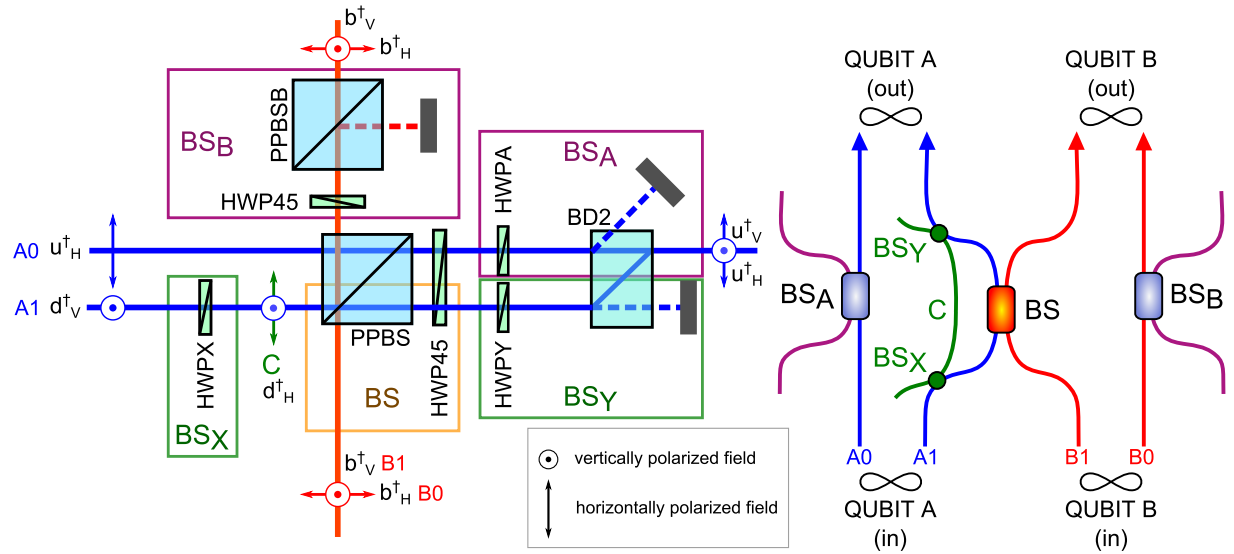 b†V
b†H
PPBSB
BSB
HWP45
A0 u†H
A1 d†V
HWPX
BSX
C
d†H
PPBS
BS
HWP45
HWPA
BSA
BD2
u†V
u†H
HWPY
BSY
b†V B1
b†H B0
vertically polarized field
horizontally polarized field
QUBIT A
(out)
QUBIT B
(out)
BSY
BSA
C
BS
BSB
BSX
A0 A1 B1 B0
QUBIT A
(in)
QUBIT B
(in)